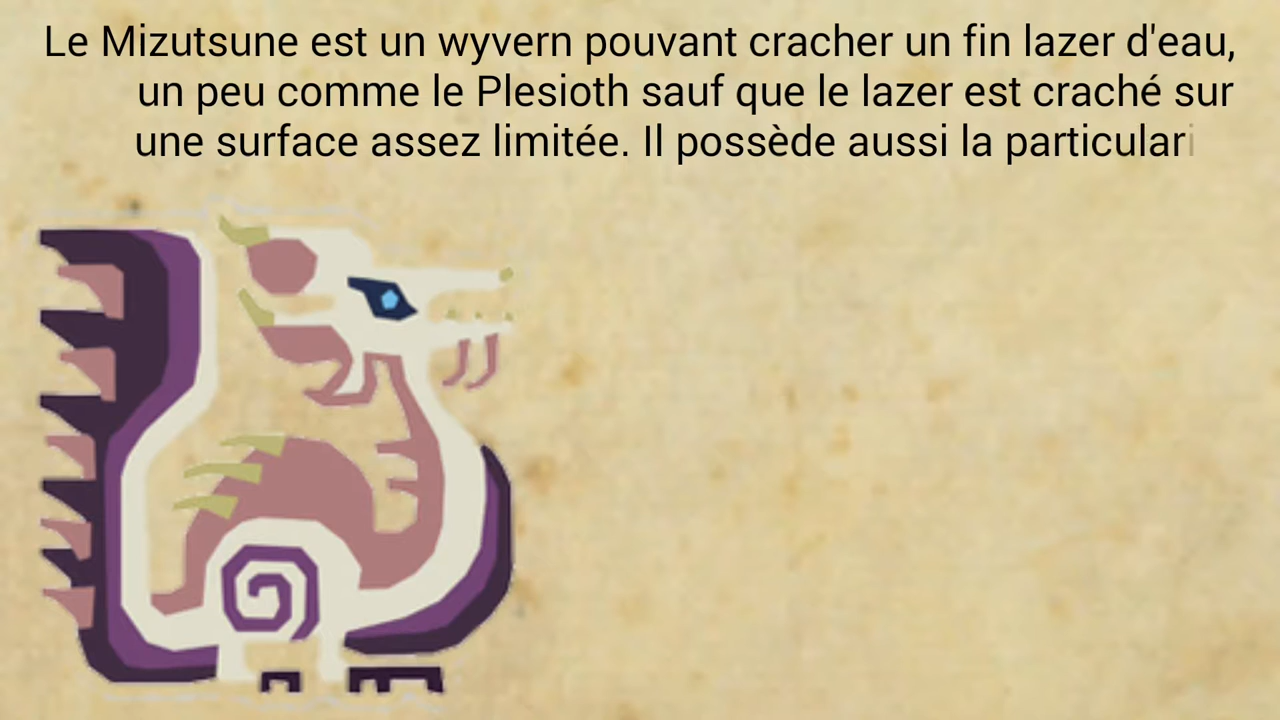 Le Mizutsune est un wyvern pouvant cracher un fin lazer d'eau,
un peu comme le Plesioth sauf que le lazer est craché sur
une surface assez limitée. Il possède aussi la particulari